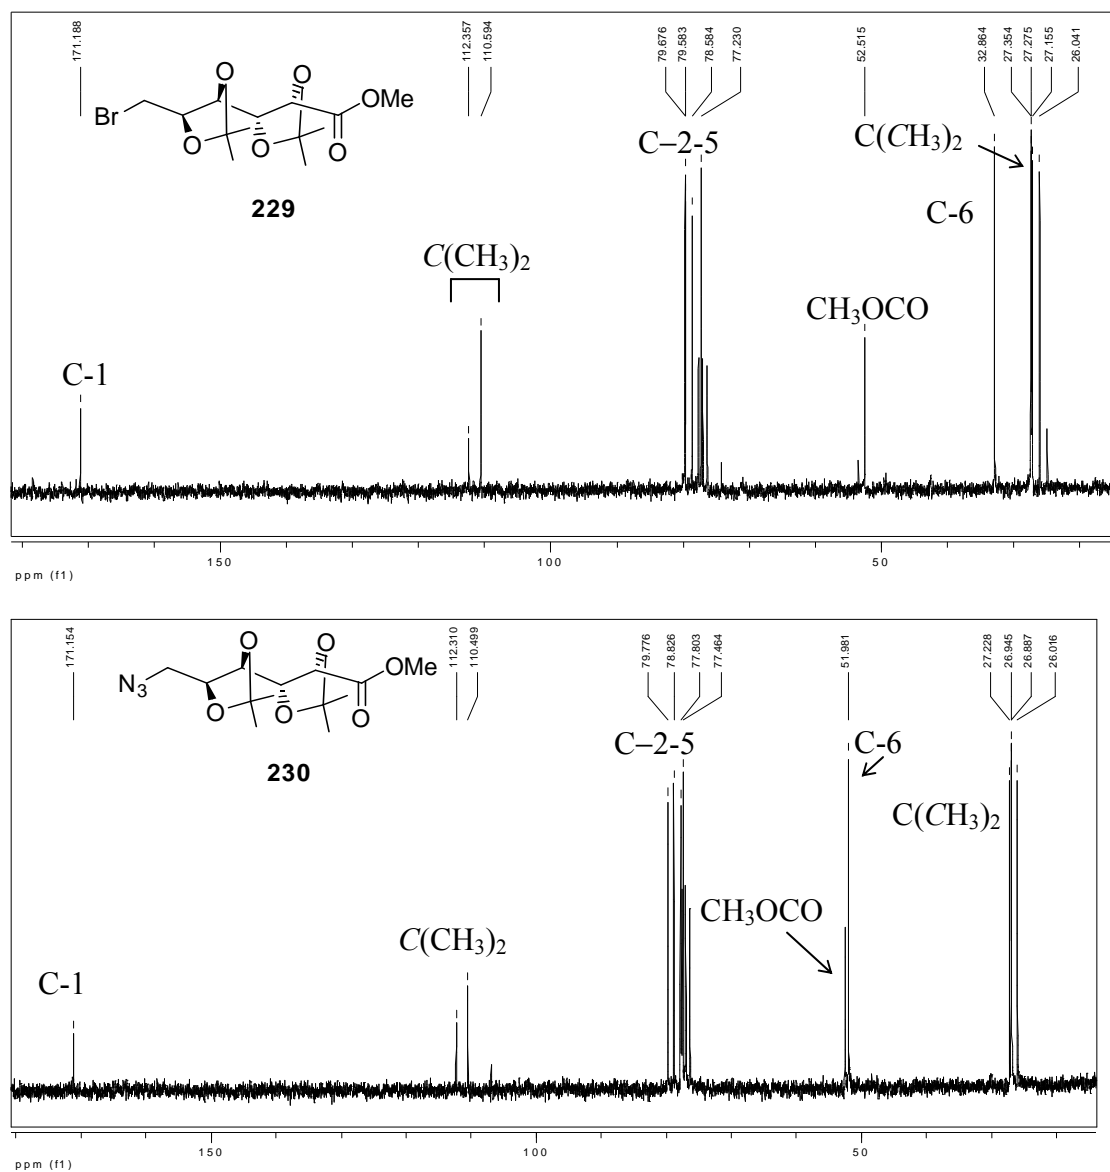 171.188
112.357
110.594
79.676
79.583
78.584
77.230
52.515
32.864
27.354
27.275
27.155
26.041
O
O
OMe
Br
O
O
O
229
C–2-5
C(CH₃)₂
C-6
C(CH₃)₂
CH₃OCO
C-1
150
100
50
ppm (f1)
171.154
112.310
110.499
79.776
78.826
77.803
77.464
51.981
27.228
26.945
26.887
26.016
O
O
OMe
N₃
O
O
O
230
C–2-5
C-6
C(CH₃)₂
CH₃OCO
C(CH₃)₂
C-1
150
100
50
ppm (f1)